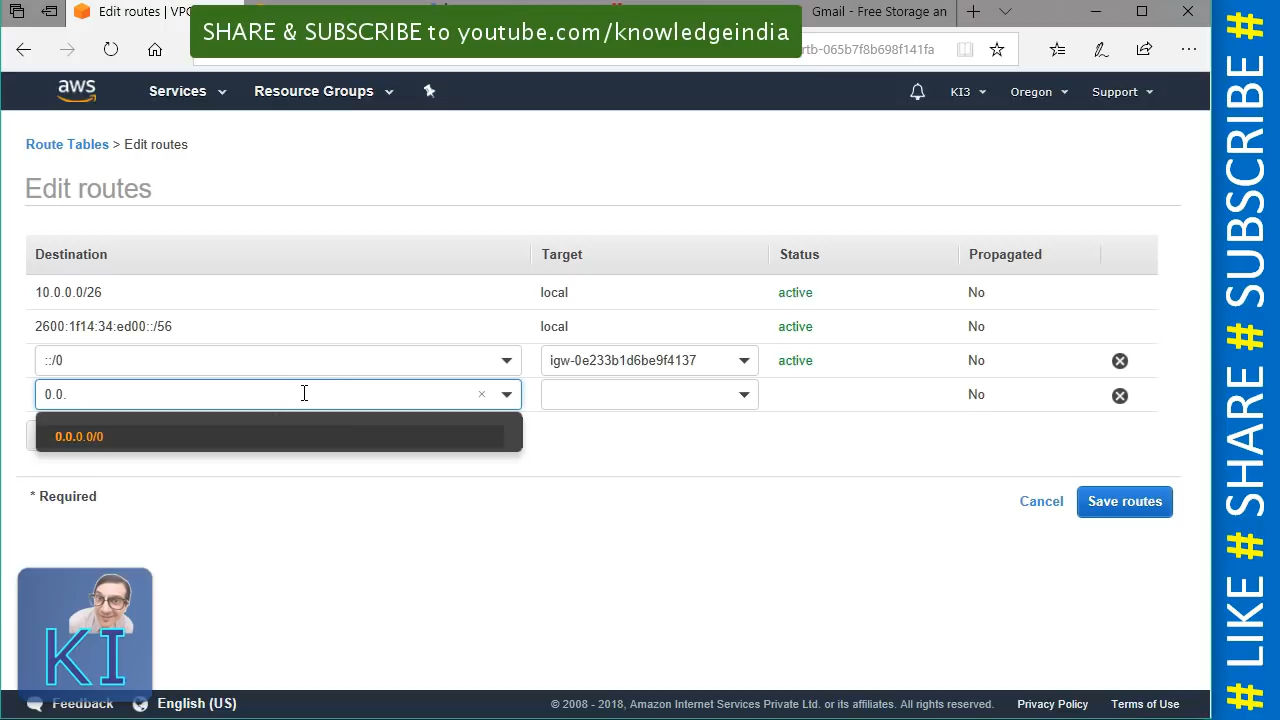 Edit routes | VPC
SHARE & SUBSCRIBE to youtube.com/knowledgeindia
Gmail - Free Storage an
rtb-065b7f8b698f141fa
aws
Services
Resource Groups
KI3
Oregon
Support
Route Tables > Edit routes
Edit routes
Destination Target Status Propagated
10.0.0.0/26 local active No
2600:1f14:34:ed00::/56 local active No
::/0 igw-0e233b1d6be9f4137 active No
0.0. × No
0.0.0.0/0
* Required
Cancel
Save routes
KI
Feedback
English (US)
© 2008 - 2018, Amazon Internet Services Private Ltd. or its affiliates. All rights reserved.
Privacy Policy
Terms of Use
# LIKE # SHARE # SUBSCRIBE #